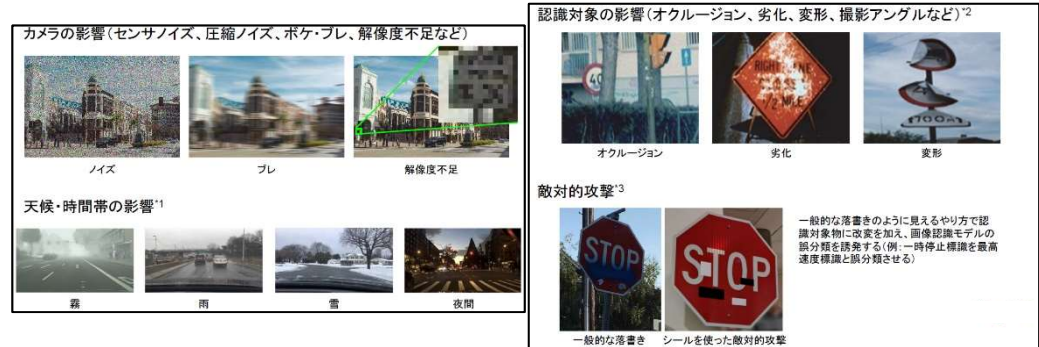 カメラの影響(センサノイズ、圧縮ノイズ、ボケ・ブレ、解像度不足など)
ノイズ
ブレ
解像度不足
天候・時間帯の影響*1
霧
雨
雪
夜間
認識対象の影響(オクルージョン、劣化、変形、撮影アングルなど)*2
40
RIGHT LANE
1/2 MILE
700m
オクルージョン
劣化
変形
敵対的攻撃*3
STOP
STOP
一般的な落書きのように見えるやり方で認
識対象物に改変を加え、画像認識モデルの
誤分類を誘発する(例:一時停止標識を最高
速度標識と誤分類させる)
一般的な落書き
シールを使った敵対的攻撃